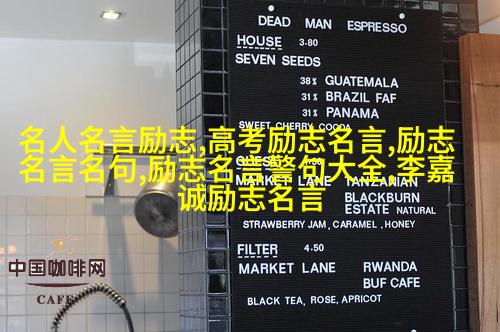 DEAD MAN ESPRESSO
HOUSE 3-80
SEVEN SEEDS
38% GUATEMALA
31% BRAZIL FAF
31% PANAMA
SWEET, CHERRY, COCOA
名人名言励志,高考励志名言,励志
名言名句,励志名言警句大全,李嘉
诚励志名言
GUEST 4.50
MARKET LANE TANZANIAN
BLACKBURN
ESTATE NATURAL
STRAWBERRY JAM, CARAMEL, HONEY
FILTER 4.50
MARKET LANE RWANDA
BUF CAFE
BLACK TEA, ROSE, APRICOT
中国咖啡网
CAFE